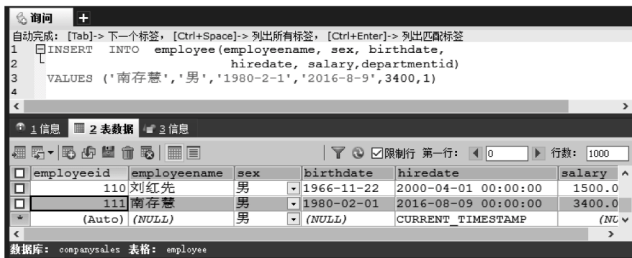 询问
自动完成： [Tab]-> 下一个标签， [Ctrl+Space]-> 列出所有标签， [Ctrl+Enter]-> 列出匹配标签
1 INSERT INTO employee(employeename, sex, birthdate,
2 hiredate, salary,departmentid)
3 VALUES ('南存慧','男','1980-2-1','2016-8-9',3400,1)
4
1 信息 2 表数据 3 信息
限制行 第一行： 0 行数： 1000
employeeid employeename sex birthdate hiredate salary
110 刘红先 男 1966-11-22 2000-04-01 00:00:00 1500.0
111 南存慧 男 1980-02-01 2016-08-09 00:00:00 3400.0
* (Auto) (NULL) 男 (NULL) CURRENT_TIMESTAMP (NU
数据库： companysales 表格： employee